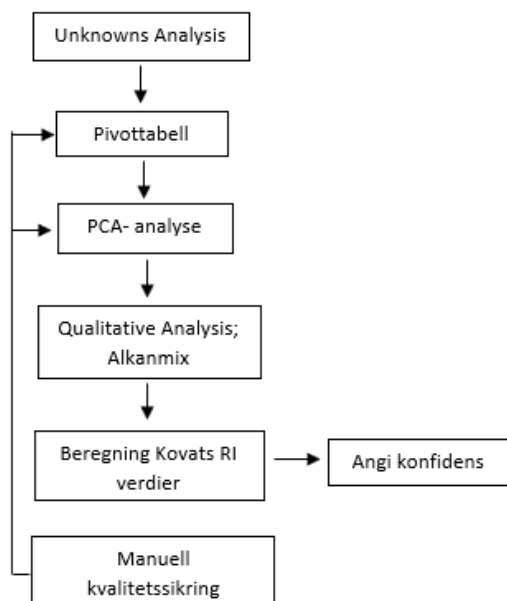 Unknowns Analysis
Pivottabell
PCA- analyse
Qualitative Analysis;
Alkanmix
Beregning Kovats RI
verdier
Angi konfidens
Manuell
kvalitetssikring